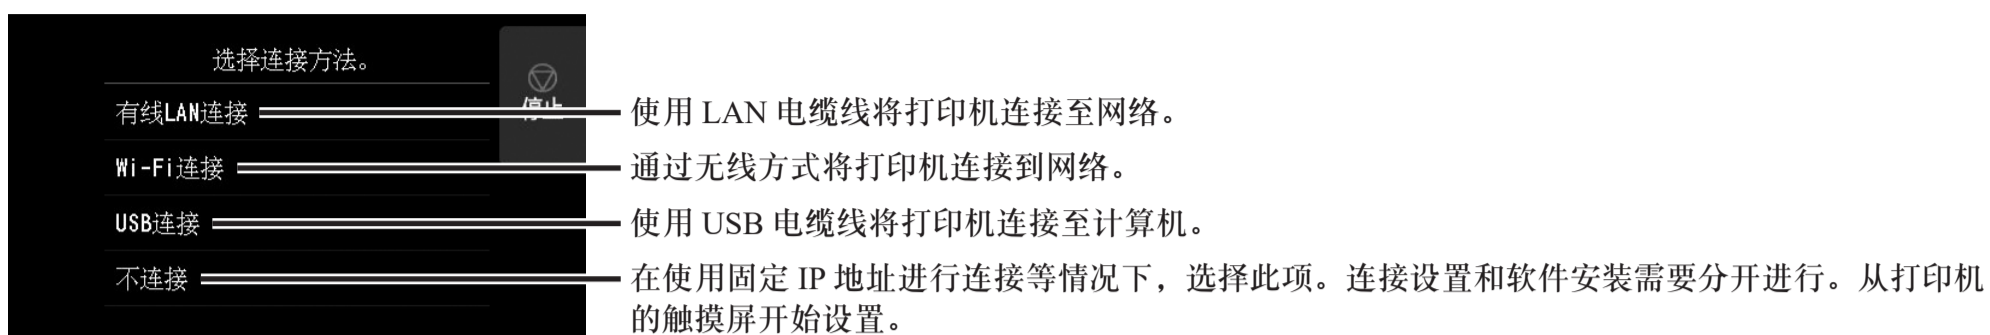 选择连接方法。
停止
有线LAN连接
使用 LAN 电缆线将打印机连接至网络。
Wi-Fi连接
通过无线方式将打印机连接到网络。
USB连接
使用 USB 电缆线将打印机连接至计算机。
不连接
在使用固定 IP 地址进行连接等情况下，选择此项。连接设置和软件安装需要分开进行。从打印机
的触摸屏开始设置。